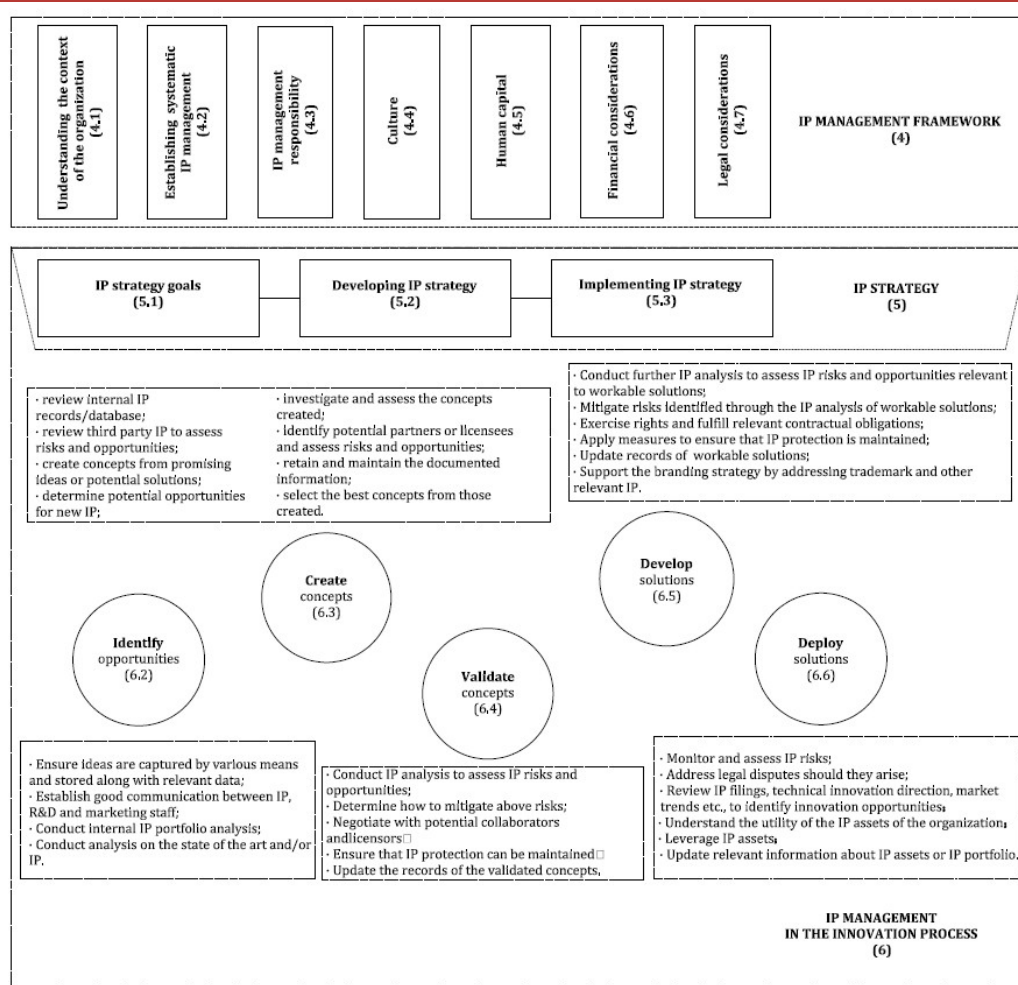 Understanding the context
of the organization
(4.1)
Establishing systematic
IP management
(4.2)
IP management
responsibility
(4.3)
Culture
(4.4)
Human capital
(4.5)
Financial considerations
(4.6)
Legal considerations
(4.7)
IP MANAGEMENT FRAMEWORK
(4)
IP strategy goals
(5.1)
Developing IP strategy
(5.2)
Implementing IP strategy
(5.3)
IP STRATEGY
(5)
· review internal IP
records/database;
· review third party IP to assess
risks and opportunities;
· create concepts from promising
ideas or potential solutions;
· determine potential opportunities
for new IP;
· investigate and assess the concepts
created;
· identify potential partners or licensees
and assess risks and opportunities;
· retain and maintain the documented
information;
· select the best concepts from those
created.
· Conduct further IP analysis to assess IP risks and opportunities relevant
to workable solutions;
· Mitigate risks identified through the IP analysis of workable solutions;
· Exercise rights and fulfill relevant contractual obligations;
· Apply measures to ensure that IP protection is maintained;
· Update records of workable solutions;
· Support the branding strategy by addressing trademark and other
relevant IP.
Identify
opportunities
(6.2)
Create
concepts
(6.3)
Validate
concepts
(6.4)
Develop
solutions
(6.5)
Deploy
solutions
(6.6)
· Ensure ideas are captured by various means
and stored along with relevant data;
· Establish good communication between IP,
R&D and marketing staff;
· Conduct internal IP portfolio analysis;
· Conduct analysis on the state of the art and/or
IP.
· Conduct IP analysis to assess IP risks and
opportunities;
· Determine how to mitigate above risks;
· Negotiate with potential collaborators
andlicensors□
· Ensure that IP protection can be maintained□
· Update the records of the validated concepts.
· Monitor and assess IP risks;
· Address legal disputes should they arise;
· Review IP filings, technical innovation direction, market
trends etc., to identify innovation opportunities;
· Understand the utility of the IP assets of the organization;
· Leverage IP assets;
· Update relevant information about IP assets or IP portfolio.
IP MANAGEMENT
IN THE INNOVATION PROCESS
(6)